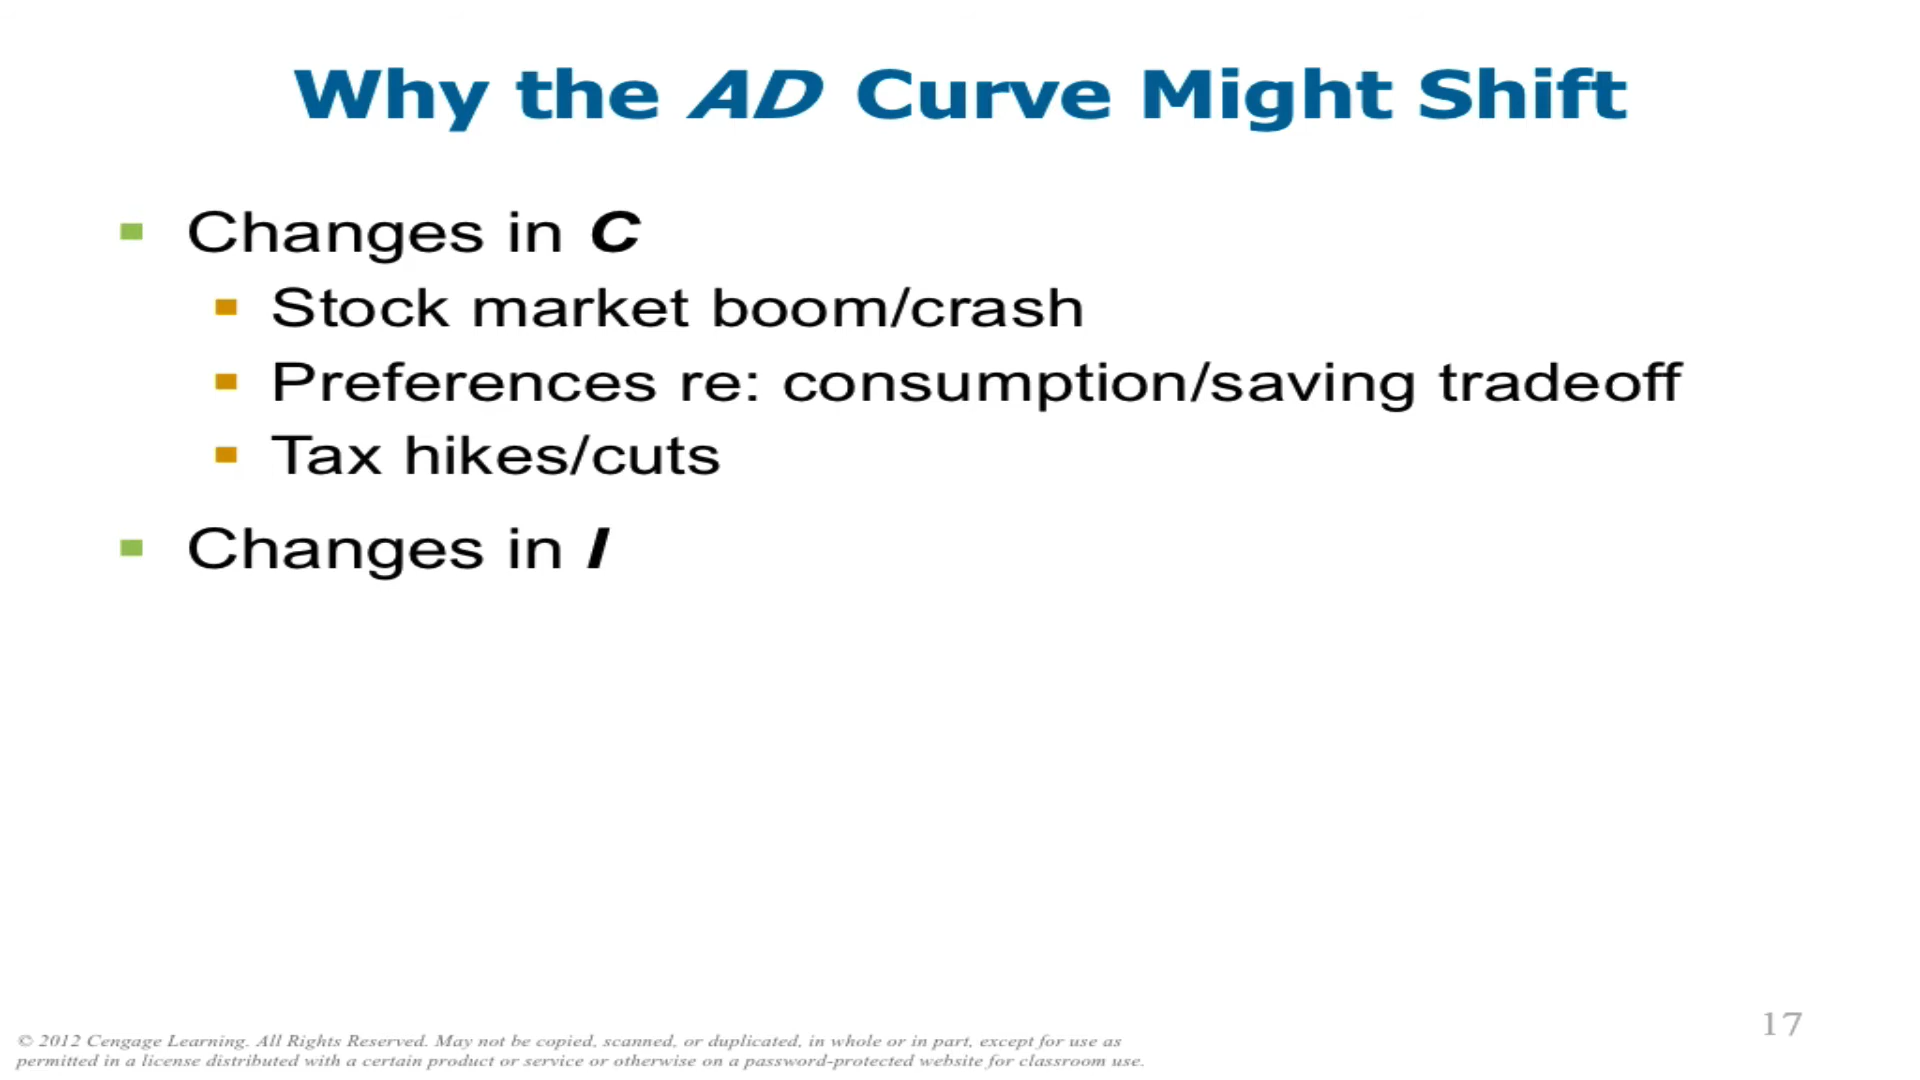 Why the AD Curve Might Shift
Changes in C
Stock market boom/crash
Preferences re: consumption/saving tradeoff
Tax hikes/cuts
Changes in I
17
© 2012 Cengage Learning. All Rights Reserved. May not be copied, scanned, or duplicated, in whole or in part, except for use as
permitted in a license distributed with a certain product or service or otherwise on a password-protected website for classroom use.